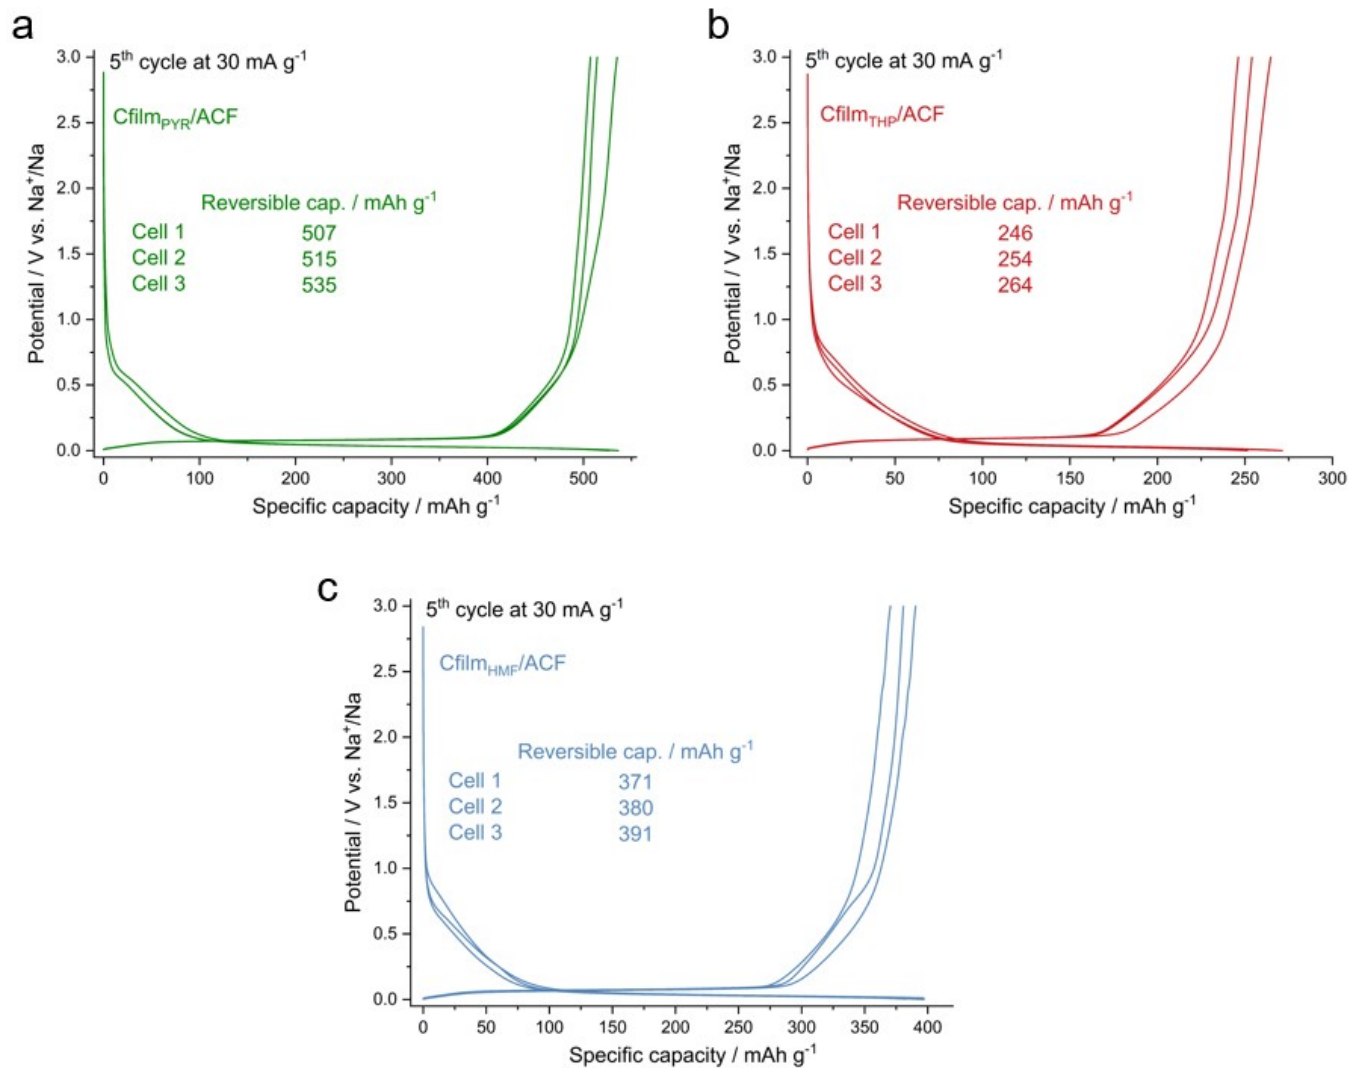 a
5th cycle at 30 mA g-1
CfilmPYR/ACF
Reversible cap. / mAh g-1
Cell 1 507
Cell 2 515
Cell 3 535
Potential / V vs. Na+/Na
3.0
2.5
2.0
1.5
1.0
0.5
0.0
0 100 200 300 400 500
Specific capacity / mAh g-1
b
5th cycle at 30 mA g-1
CfilmTHP/ACF
Reversible cap. / mAh g-1
Cell 1 246
Cell 2 254
Cell 3 264
Potential / V vs. Na+/Na
3.0
2.5
2.0
1.5
1.0
0.5
0.0
0 50 100 150 200 250 300
Specific capacity / mAh g-1
c
5th cycle at 30 mA g-1
CfilmHMF/ACF
Reversible cap. / mAh g-1
Cell 1 371
Cell 2 380
Cell 3 391
Potential / V vs. Na+/Na
3.0
2.5
2.0
1.5
1.0
0.5
0.0
0 50 100 150 200 250 300 350 400
Specific capacity / mAh g-1